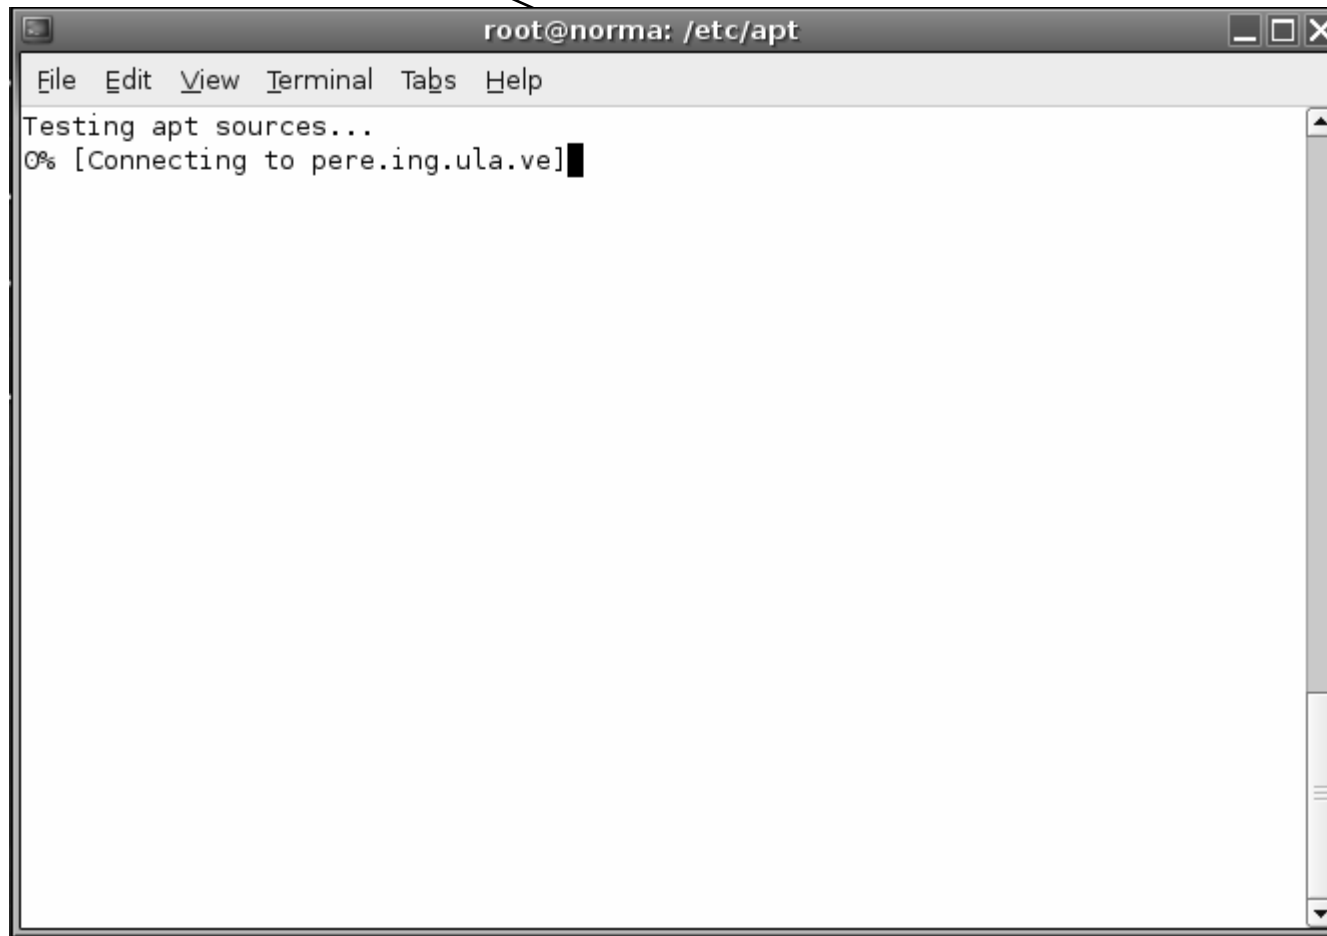 root@norma: /etc/apt
File Edit View Terminal Tabs Help
Testing apt sources...
0% [Connecting to pere.ing.ula.ve]